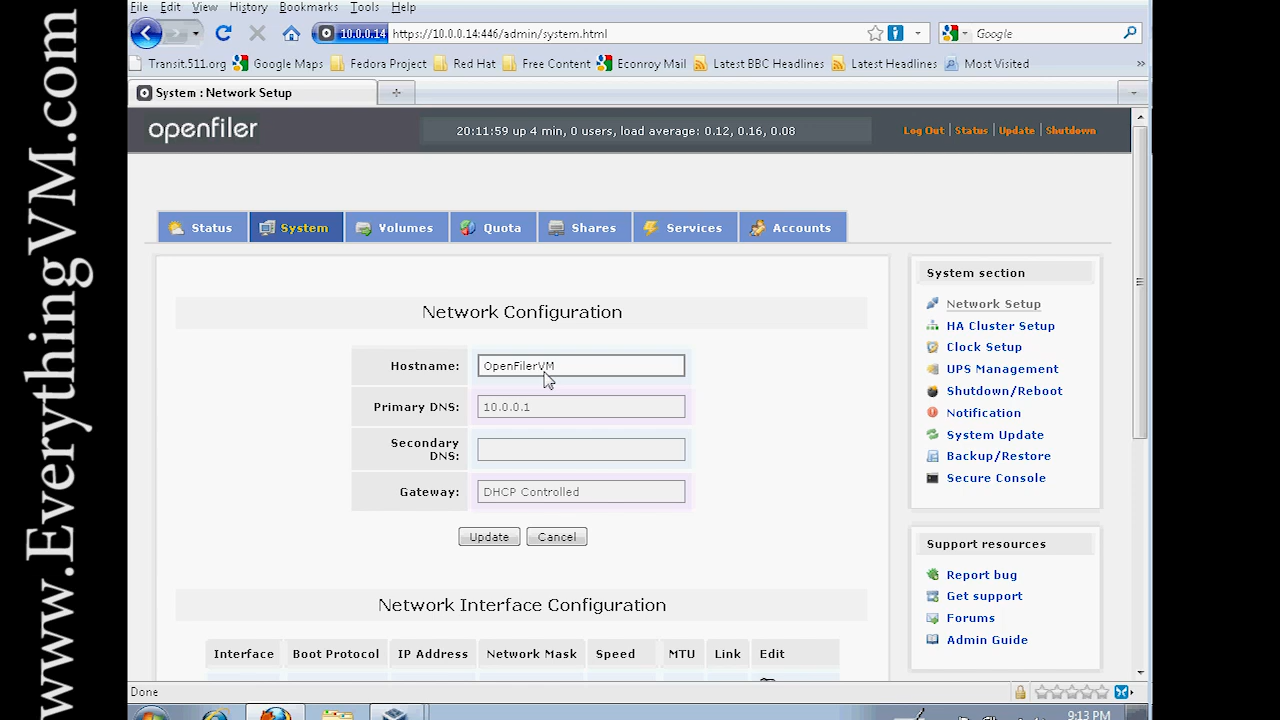 www.EverythingVM.com
File Edit View History Bookmarks Tools Help
10.0.0.14 https://10.0.0.14:446/admin/system.html
Google
Transit.511.org Google Maps Fedora Project Red Hat Free Content Econroy Mail Latest BBC Headlines Latest Headlines Most Visited »
System : Network Setup
openfiler
20:11:59 up 4 min, 0 users, load average: 0.12, 0.16, 0.08
Log Out | Status | Update | Shutdown
Status System Volumes Quota Shares Services Accounts
Network Configuration
Hostname: OpenFilerVM
Primary DNS: 10.0.0.1
Secondary
DNS:
Gateway: DHCP Controlled
Update Cancel
Network Interface Configuration
Interface Boot Protocol IP Address Network Mask Speed MTU Link Edit
System section
Network Setup
HA Cluster Setup
Clock Setup
UPS Management
Shutdown/Reboot
Notification
System Update
Backup/Restore
Secure Console
Support resources
Report bug
Get support
Forums
Admin Guide
Done
9:13 PM